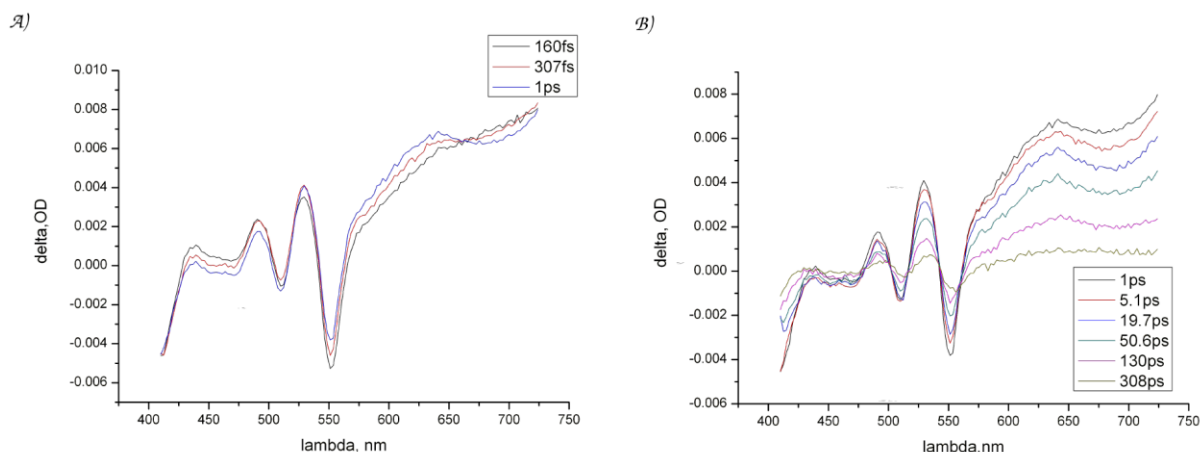 A)
160fs
307fs
1ps
0.010
0.008
0.006
0.004
0.002
0.000
-0.002
-0.004
-0.006
delta,OD
400 450 500 550 600 650 700 750
lambda, nm
B)
0.008
0.006
0.004
0.002
0.000
-0.002
-0.004
-0.006
delta, OD
1ps
5.1ps
19.7ps
50.6ps
130ps
308ps
400 450 500 550 600 650 700 750
lambda,nm